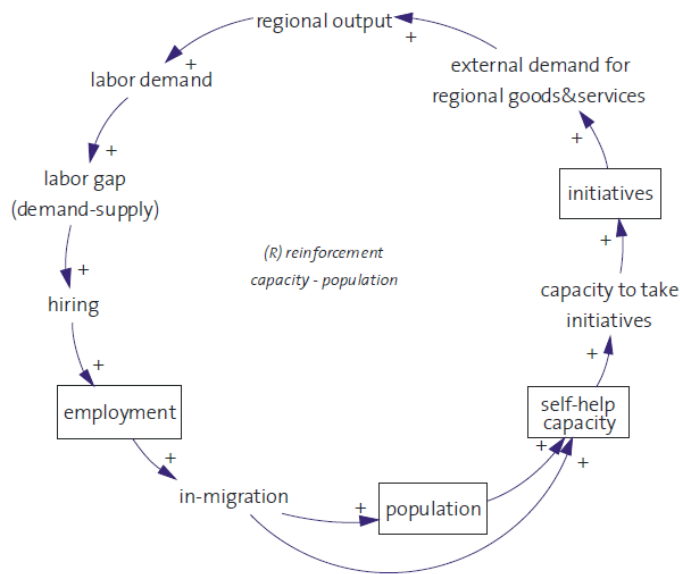 regional output
+
+
labor demand
external demand for
regional goods&services
+
+
labor gap
(demand-supply)
initiatives
+
(R) reinforcement
capacity - population
+
hiring
capacity to take
initiatives
+
+
employment
self-help
capacity
+
+
+
in-migration
+
population